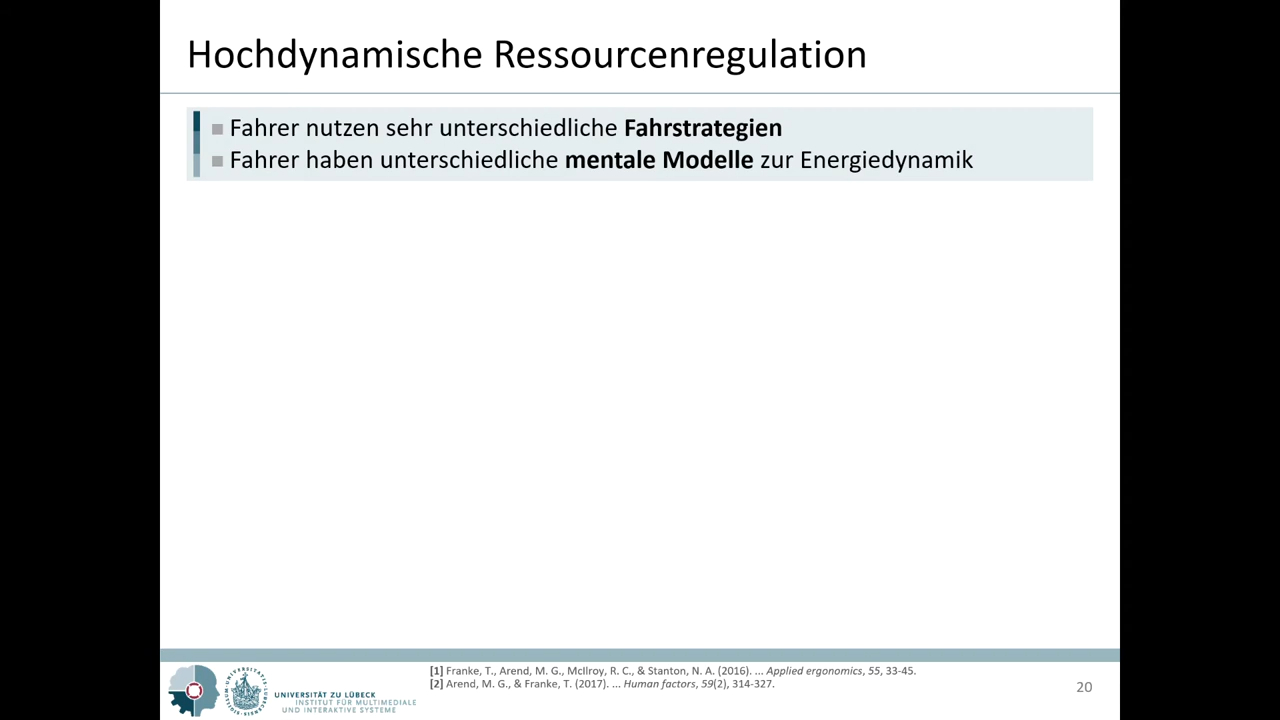 Hochdynamische Ressourcenregulation
Fahrer nutzen sehr unterschiedliche Fahrstrategien
Fahrer haben unterschiedliche mentale Modelle zur Energiedynamik
[1] Franke, T., Arend, M. G., McIlroy, R. C., & Stanton, N. A. (2016). ... Applied ergonomics, 55, 33-45.
[2] Arend, M. G., & Franke, T. (2017). ... Human factors, 59(2), 314-327.
UNIVERSITÄT ZU LÜBECK
INSTITUT FÜR MULTIMEDIALE
UND INTERAKTIVE SYSTEME
20